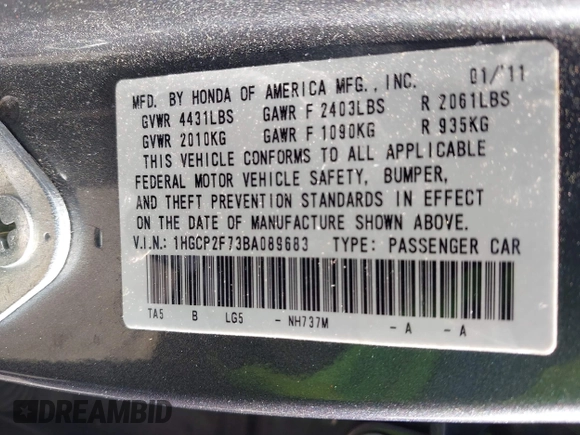 MFD. BY HONDA OF AMERICA MFG., INC. 01/'11
GVWR 4431LBS GAWR F 2403LBS R 2061LBS
GVWR 2010KG GAWR F 1090KG R 935KG
THIS VEHICLE CONFORMS TO ALL APPLICABLE
FEDERAL MOTOR VEHICLE SAFETY, BUMPER,
AND THEFT PREVENTION STANDARDS IN EFFECT
ON THE DATE OF MANUFACTURE SHOWN ABOVE.
V.I.N.: 1HGCP2F73BA089683 TYPE: PASSENGER CAR
TA5 B LG5 - NH737M - A - A
DREAMBID